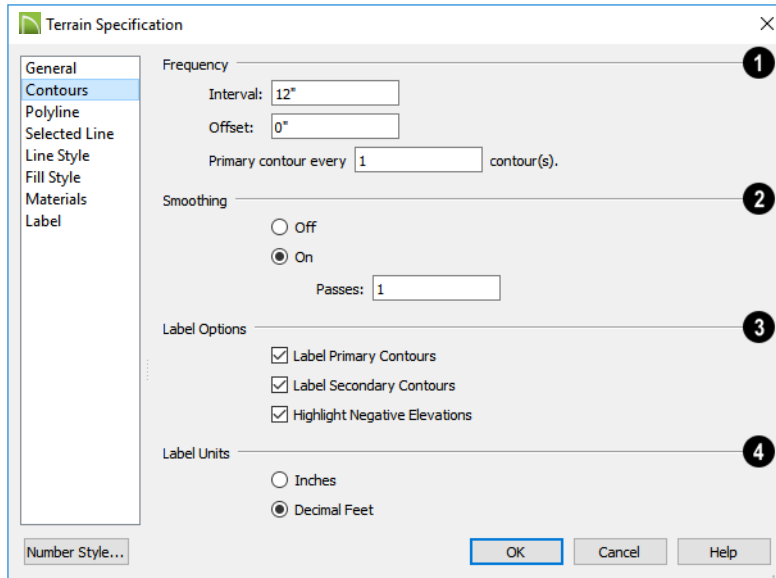 Terrain Specification
General
Contours
Polyline
Selected Line
Line Style
Fill Style
Materials
Label
Frequency 1
Interval: 12"
Offset: 0"
Primary contour every 1 contour(s).
Smoothing 2
Off
On
Passes: 1
Label Options 3
Label Primary Contours
Label Secondary Contours
Highlight Negative Elevations
Label Units 4
Inches
Decimal Feet
Number Style... OK Cancel Help